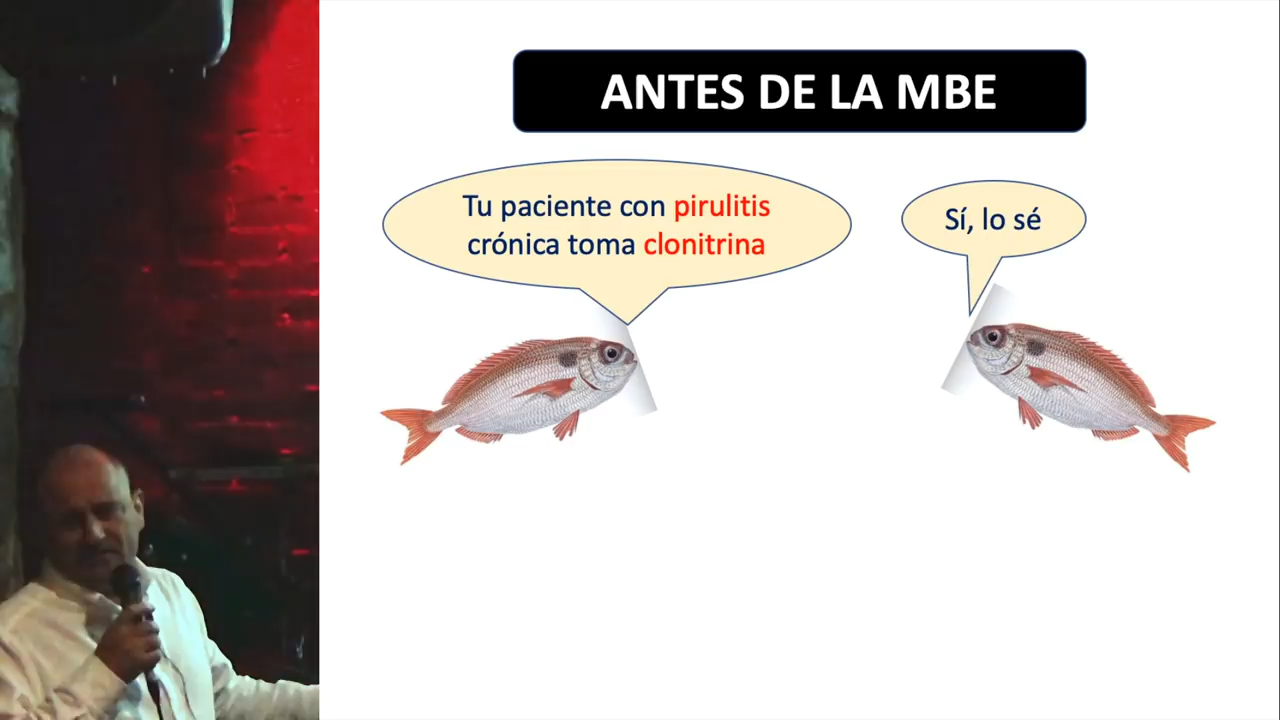 ANTES DE LA MBE
Tu paciente con pirulitis
crónica toma clonitrina
Sí, lo sé